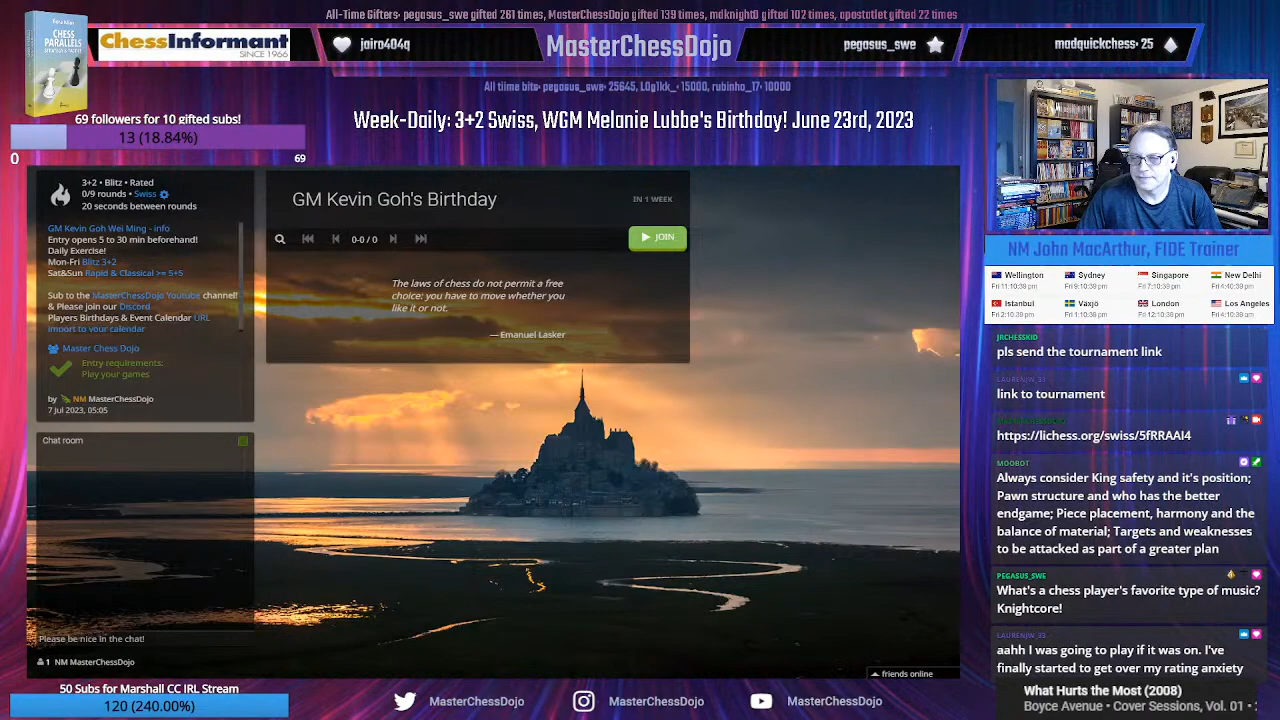 All-Time Gifters: pegasus_swe gifted 281 times, MasterChessDojo gifted 139 times, mdknight0 gifted 102 times, apostatlet gifted 22 times
CHESS
PARALLELS
ChessInformant
SINCE 1966
jairo404q
MasterChessDojo
pegasus_swe
madquickchess: 25
All tiime bits: pegasus_swe: 25645, L0g1kk_: 15000, rubinho_17: 10000
69 followers for 10 gifted subs!
13 (18.84%)
0
69
Week-Daily: 3+2 Swiss, WGM Melanie Lubbe's Birthday! June 23rd, 2023
3+2 • Blitz • Rated
0/9 rounds • Swiss
20 seconds between rounds
GM Kevin Goh Wei Ming - info
Entry opens 5 to 30 min beforehand!
Daily Exercise!
Mon-Fri Blitz 3+2
Sat&Sun Rapid & Classical >= 5+5
Sub to the MasterChessDojo Youtube channel!
& Please join our Discord
Players Birthdays & Event Calendar URL
import to your calendar
Master Chess Dojo
Entry requirements:
Play your games
by NM MasterChessDojo
7 Jul 2023, 05:05
GM Kevin Goh's Birthday
IN 1 WEEK
0-0 / 0
JOIN
The laws of chess do not permit a free
choice: you have to move whether you
like it or not.
— Emanuel Lasker
Chat room
Please be nice in the chat!
1 NM MasterChessDojo
friends online
NM John MacArthur, FIDE Trainer
Wellington
Fri 11:10:39 pm
Sydney
Fri 9:10:39 pm
Singapore
Fri 7:10:39 pm
New Delhi
Fri 4:40:39 pm
Istanbul
Fri 2:10:39 pm
Växjö
Fri 1:10:39 pm
London
Fri 12:10:39 pm
Los Angeles
Fri 4:10:39 am
JRCHESSKID
pls send the tournament link
LAURENJW_33
link to tournament
https://lichess.org/swiss/5fRRAAI4
MOOBOT
Always consider King safety and it's position;
Pawn structure and who has the better
endgame; Piece placement, harmony and the
balance of material; Targets and weaknesses
to be attacked as part of a greater plan
PEGASUS_SWE
What's a chess player's favorite type of music?
Knightcore!
LAURENJW_33
aahh I was going to play if it was on. I've
finally started to get over my rating anxiety
What Hurts the Most (2008)
Boyce Avenue • Cover Sessions, Vol. 01 •
50 Subs for Marshall CC IRL Stream
120 (240.00%)
MasterChessDojo
MasterChessDojo
MasterChessDojo